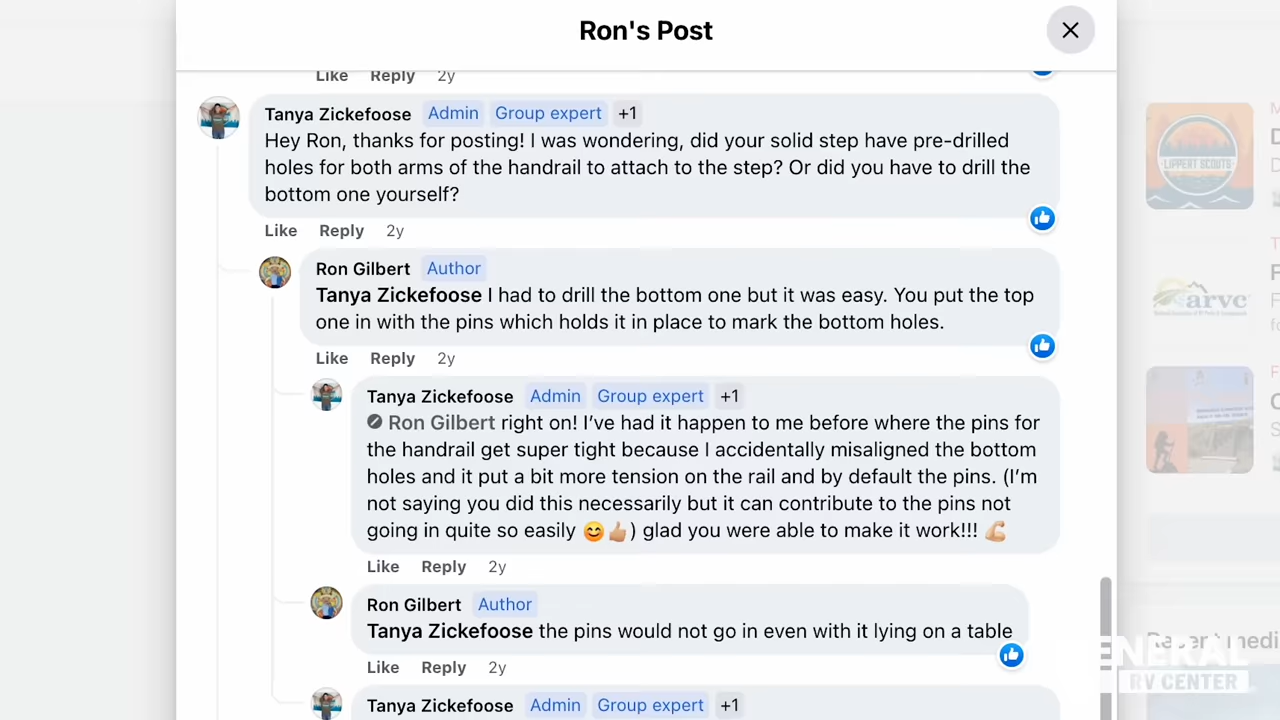 Ron's Post
Like Reply 2y
Tanya Zickefoose Admin Group expert +1
Hey Ron, thanks for posting! I was wondering, did your solid step have pre-drilled
holes for both arms of the handrail to attach to the step? Or did you have to drill the
bottom one yourself?
Like Reply 2y
Ron Gilbert Author
Tanya Zickefoose I had to drill the bottom one but it was easy. You put the top
one in with the pins which holds it in place to mark the bottom holes.
Like Reply 2y
Tanya Zickefoose Admin Group expert +1
Ron Gilbert right on! I’ve had it happen to me before where the pins for
the handrail get super tight because I accidentally misaligned the bottom
holes and it put a bit more tension on the rail and by default the pins. (I’m
not saying you did this necessarily but it can contribute to the pins not
going in quite so easily 😊👍🏼) glad you were able to make it work!!! 💪🏼
Like Reply 2y
Ron Gilbert Author
Tanya Zickefoose the pins would not go in even with it lying on a table
Like Reply 2y
Tanya Zickefoose Admin Group expert +1
LIPPERT SCOUTS
arvc
Recent medi
GENERAL
RV CENTER